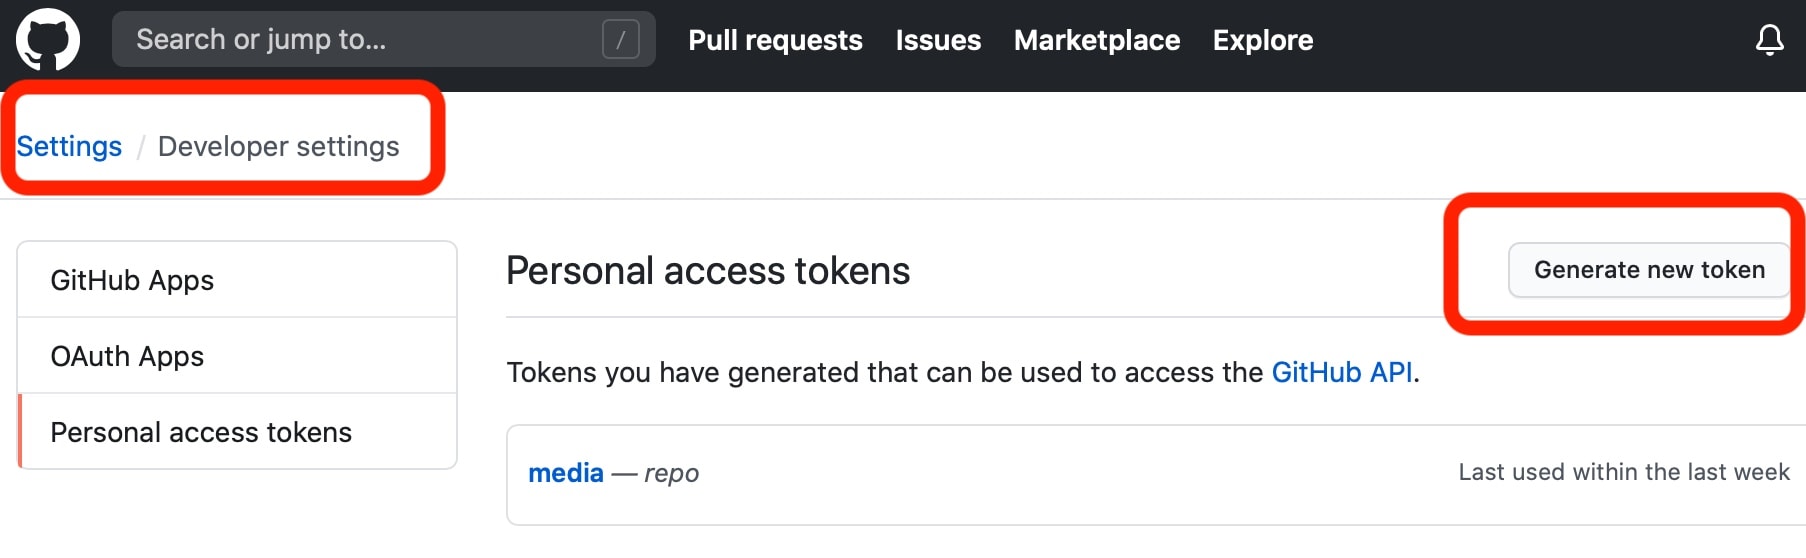 Search or jump to... / Pull requests Issues Marketplace Explore
Settings / Developer settings
GitHub Apps
OAuth Apps
Personal access tokens
Personal access tokens
Generate new token
Tokens you have generated that can be used to access the GitHub API.
media — repo
Last used within the last week